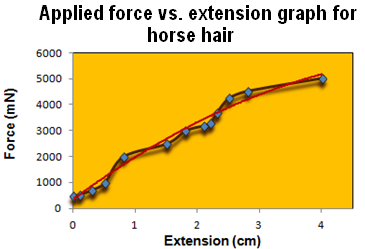 Applied force vs. extension graph for
horse hair
Force (mN)
6000
5000
4000
3000
2000
1000
0
0 1 2 3 4
Extension (cm)